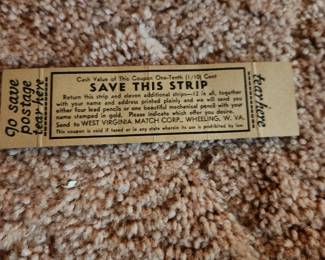 To save
postage
tear here
Cash Value of This Coupon One-Tenth (1/10) Cent
SAVE THIS STRIP
Return this strip and eleven additional strips—12 in all, together
with your name and address printed plainly and we will send you
either four lead pencils or one beautiful mechanical pencil with your
name stamped in gold. Please indicate which offer you desire.
Send to WEST VIRGINIA MATCH CORP., WHEELING, W. VA.
This coupon is void if taxed or in any state wherein its use is prohibited by law.
tear here